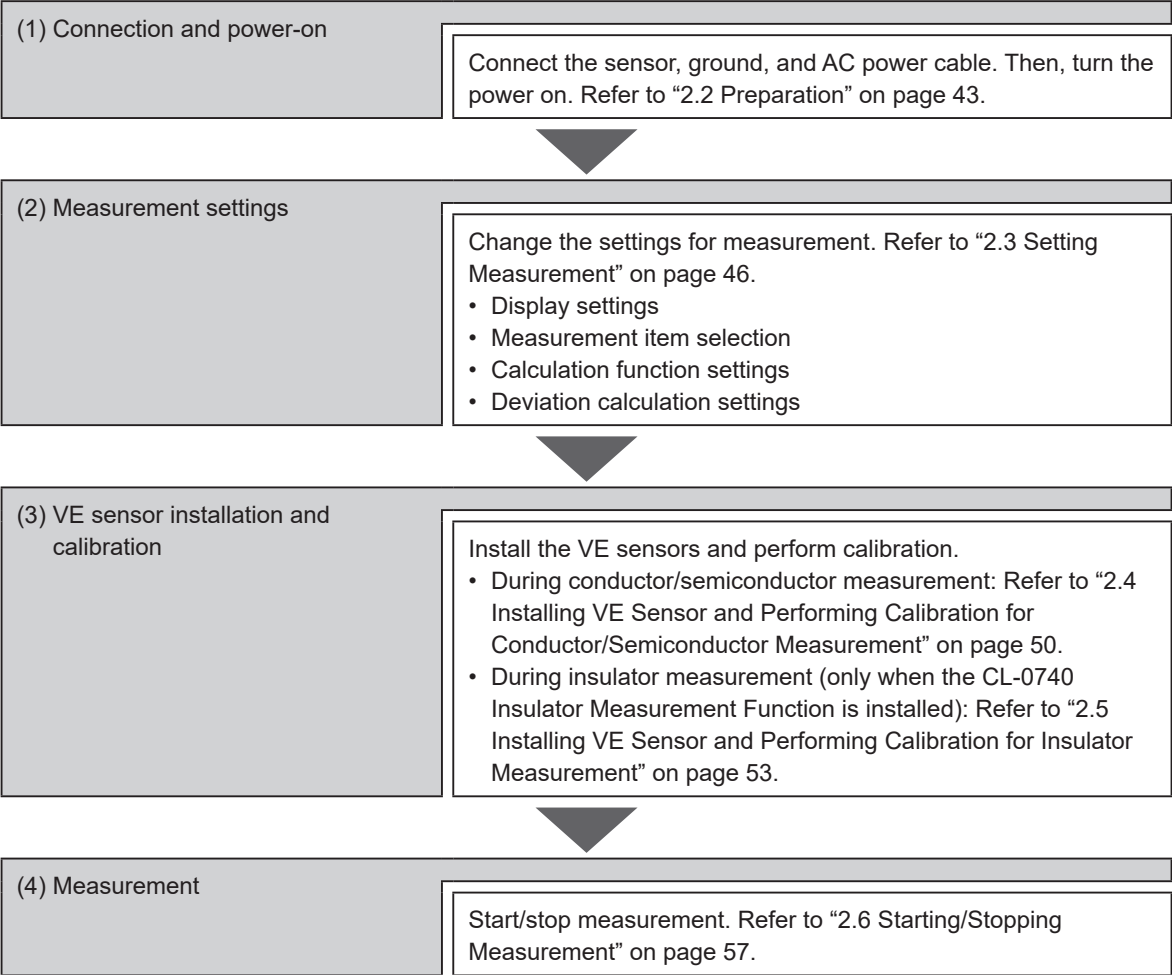 (1) Connection and power-on
Connect the sensor, ground, and AC power cable. Then, turn the
power on. Refer to “2.2 Preparation” on page 43.
(2) Measurement settings
Change the settings for measurement. Refer to “2.3 Setting
Measurement” on page 46.
• Display settings
• Measurement item selection
• Calculation function settings
• Deviation calculation settings
(3) VE sensor installation and
calibration
Install the VE sensors and perform calibration.
• During conductor/semiconductor measurement: Refer to “2.4
Installing VE Sensor and Performing Calibration for
Conductor/Semiconductor Measurement” on page 50.
• During insulator measurement (only when the CL-0740
Insulator Measurement Function is installed): Refer to “2.5
Installing VE Sensor and Performing Calibration for Insulator
Measurement” on page 53.
(4) Measurement
Start/stop measurement. Refer to “2.6 Starting/Stopping
Measurement” on page 57.